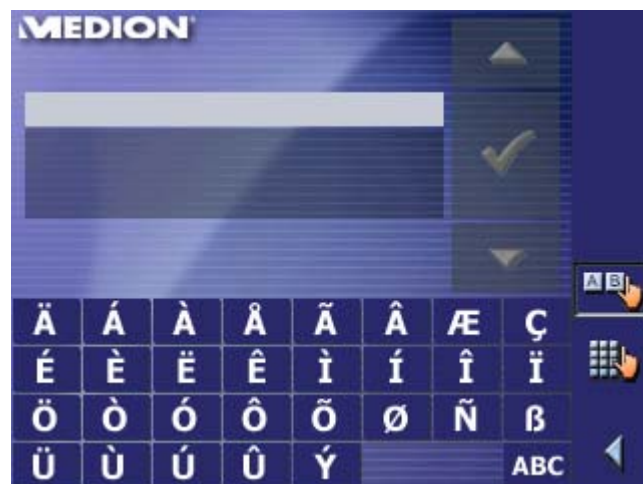 MEDION
A B
Ä Á À Å Ã Â Æ Ç
É È Ë Ê Ì Í Î Ï
Ö Ò Ó Ô Õ Ø Ñ ß
Ü Ù Ú Û Ý ABC